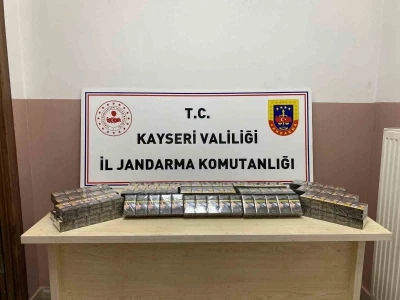 T.C.
KAYSERİ VALİLİĞİ
İL JANDARMA KOMUTANLIĞI